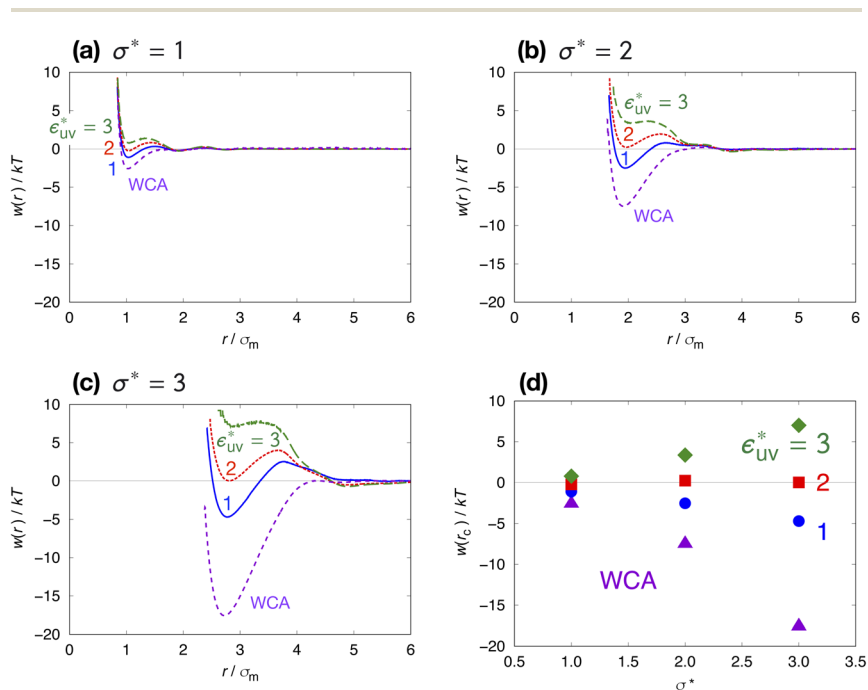 (a) σ* = 1
10
5
0
−5
−10
−15
−20
w(r) / kT
ϵ*uv = 3
2
1
WCA
0 1 2 3 4 5 6
r / σm
(b) σ* = 2
10
5
0
−5
−10
−15
−20
w(r) / kT
ϵ*uv = 3
2
1
WCA
0 1 2 3 4 5 6
r / σm
(c) σ* = 3
10
5
0
−5
−10
−15
−20
w(r) / kT
ϵ*uv = 3
2
1
WCA
0 1 2 3 4 5 6
r / σm
(d)
10
5
0
−5
−10
−15
−20
w(rc) / kT
ϵ*uv = 3
2
1
WCA
0.5 1.0 1.5 2.0 2.5 3.0 3.5
σ*